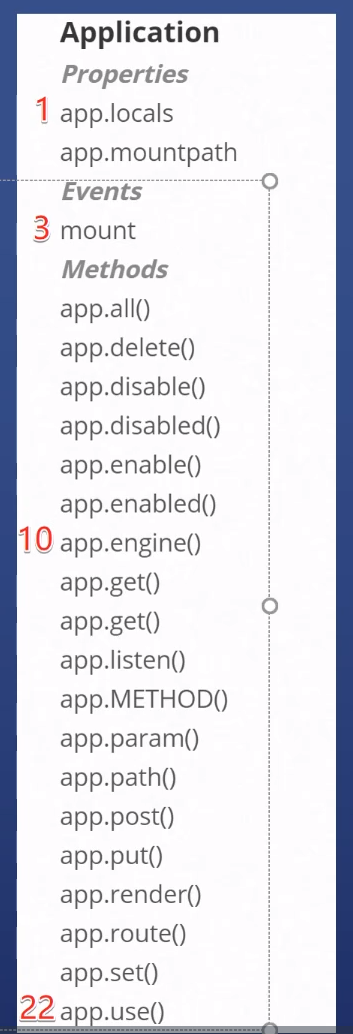 Application
Properties
1 app.locals
app.mountpath
Events
3 mount
Methods
app.all()
app.delete()
app.disable()
app.disabled()
app.enable()
app.enabled()
10 app.engine()
app.get()
app.get()
app.listen()
app.METHOD()
app.param()
app.path()
app.post()
app.put()
app.render()
app.route()
app.set()
22 app.use()